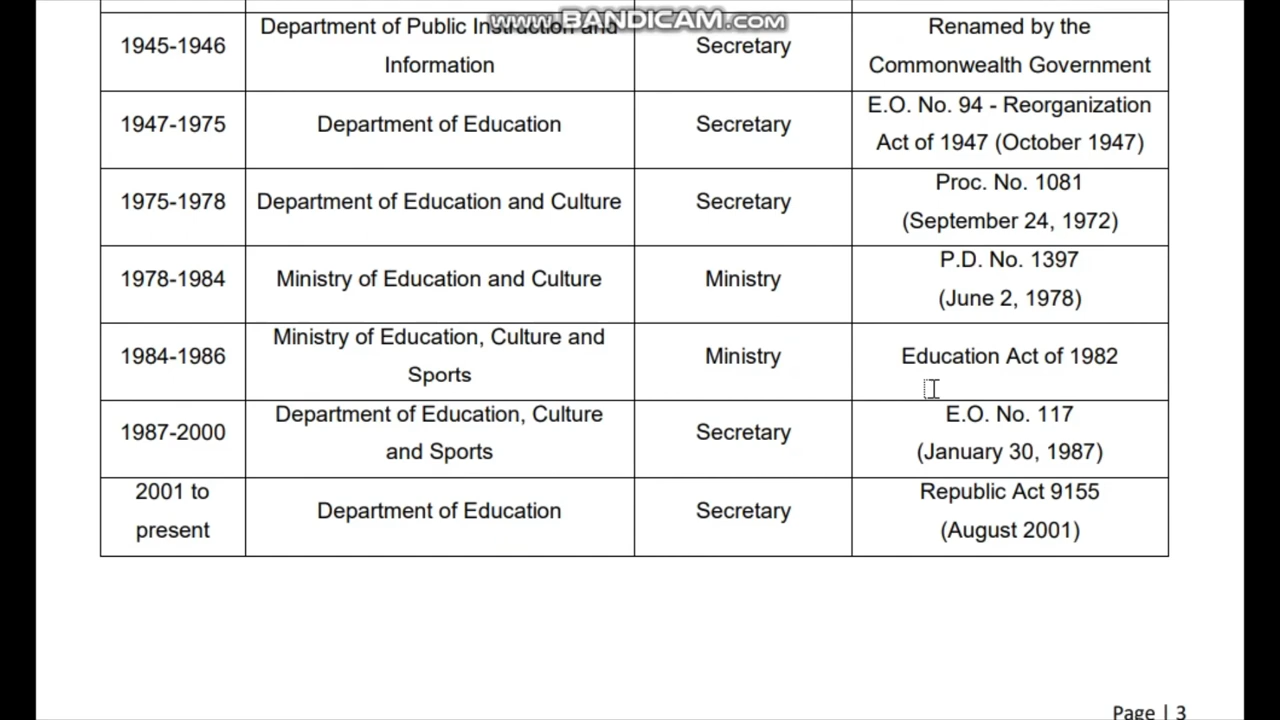 www.BANDICAM.com
1945-1946
Department of Public Instruction and
Information
Secretary
Renamed by the
Commonwealth Government
1947-1975
Department of Education
Secretary
E.O. No. 94 - Reorganization
Act of 1947 (October 1947)
1975-1978
Department of Education and Culture
Secretary
Proc. No. 1081
(September 24, 1972)
1978-1984
Ministry of Education and Culture
Ministry
P.D. No. 1397
(June 2, 1978)
1984-1986
Ministry of Education, Culture and
Sports
Ministry
Education Act of 1982
1987-2000
Department of Education, Culture
and Sports
Secretary
E.O. No. 117
(January 30, 1987)
2001 to
present
Department of Education
Secretary
Republic Act 9155
(August 2001)
Page | 3